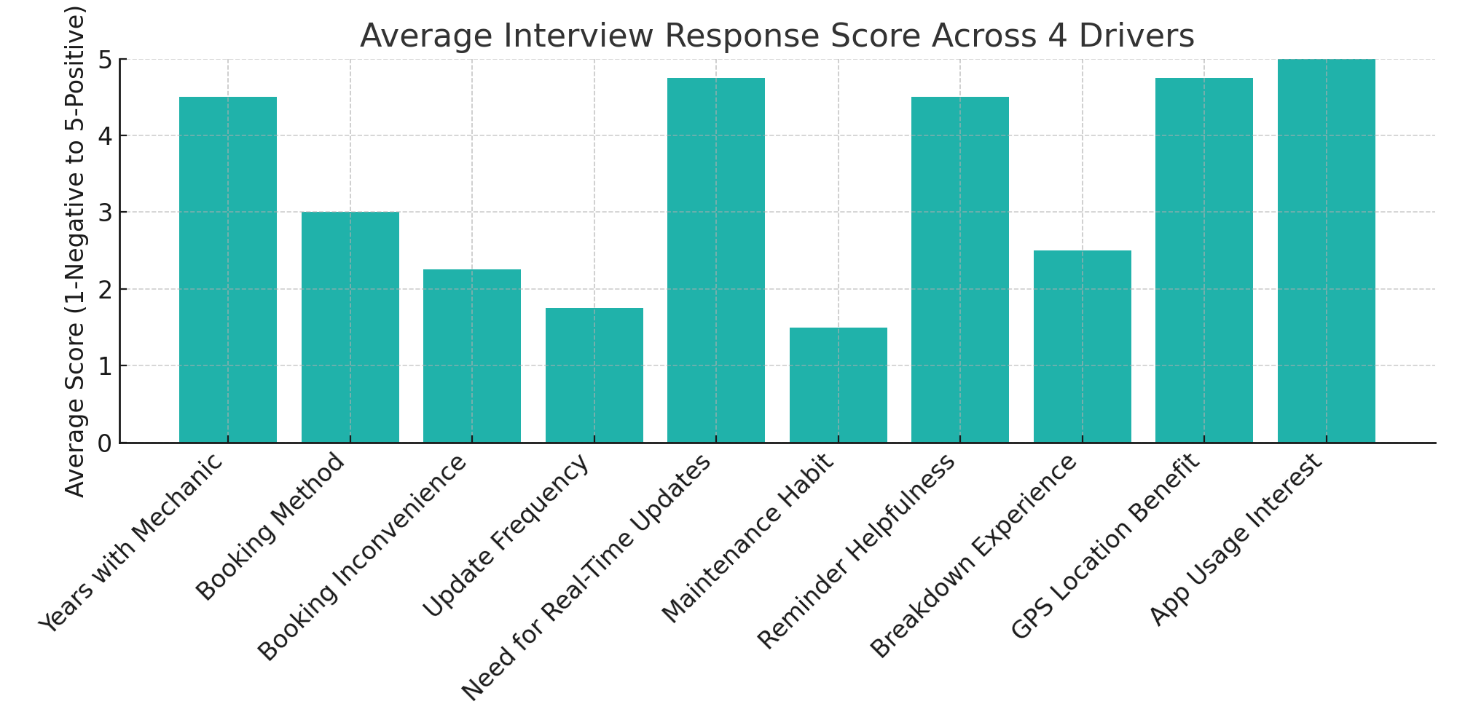 Average Interview Response Score Across 4 Drivers
Average Score (1-Negative to 5-Positive)
5
4
3
2
1
0
Years with Mechanic
Booking Method
Booking Inconvenience
Update Frequency
Need for Real-Time Updates
Maintenance Habit
Reminder Helpfulness
Breakdown Experience
GPS Location Benefit
App Usage Interest